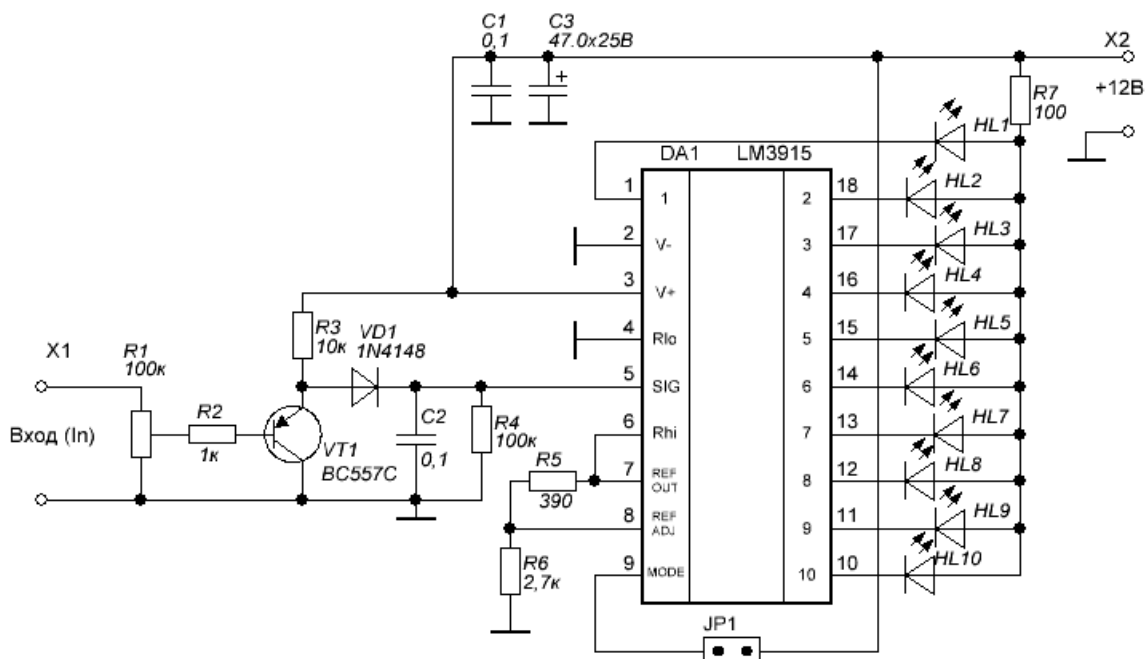 C1
0,1
C3
47.0x25В
+
X2
+12В
R7
100
HL1
HL2
HL3
HL4
HL5
HL6
HL7
HL8
HL9
HL10
DA1
LM3915
1
2
3
4
5
6
7
8
9
1
V-
V+
Rlo
SIG
Rhi
REF
OUT
REF
ADJ
MODE
2
3
4
5
6
7
8
9
10
18
17
16
15
14
13
12
11
10
R3
10к
VD1
1N4148
X1
R1
100к
Вход (In)
R2
1к
VT1
BC557C
C2
0,1
R4
100к
R5
390
R6
2,7к
JP1